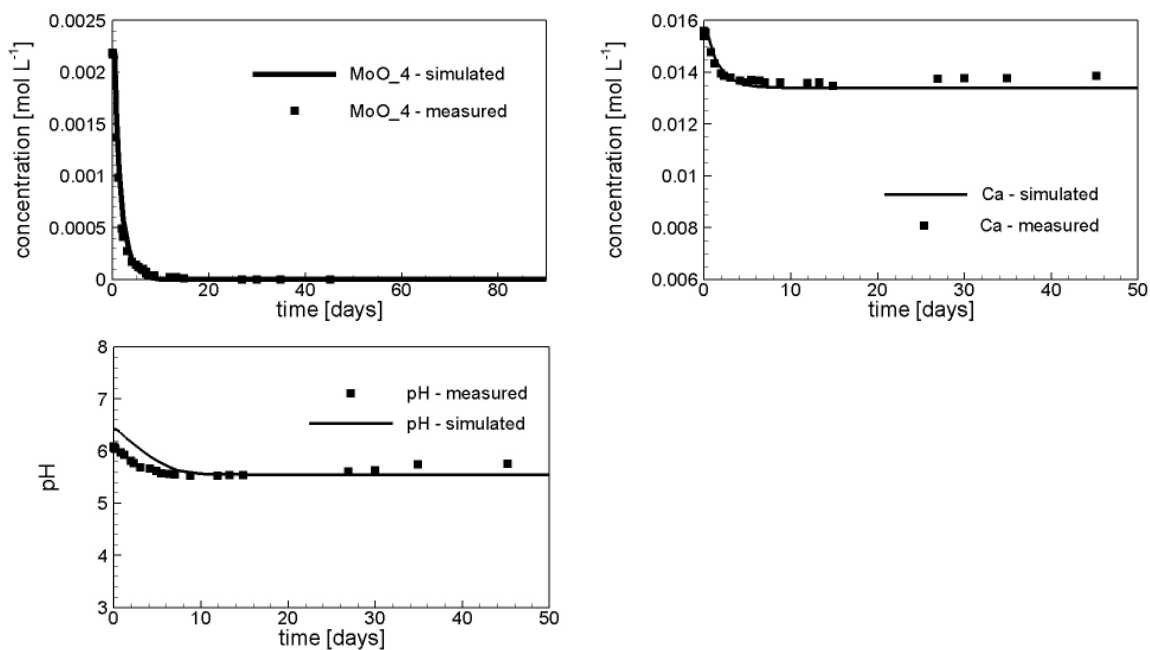 0.0025
0.002
0.0015
0.001
0.0005
0
concentration [mol L-1]
MoO_4 - simulated
MoO_4 - measured
0 20 40 60 80
time [days]
0.016
0.014
0.012
0.01
0.008
0.006
concentration [mol L-1]
Ca - simulated
Ca - measured
0 10 20 30 40 50
time [days]
8
7
6
5
4
3
pH
pH - measured
pH - simulated
0 10 20 30 40 50
time [days]